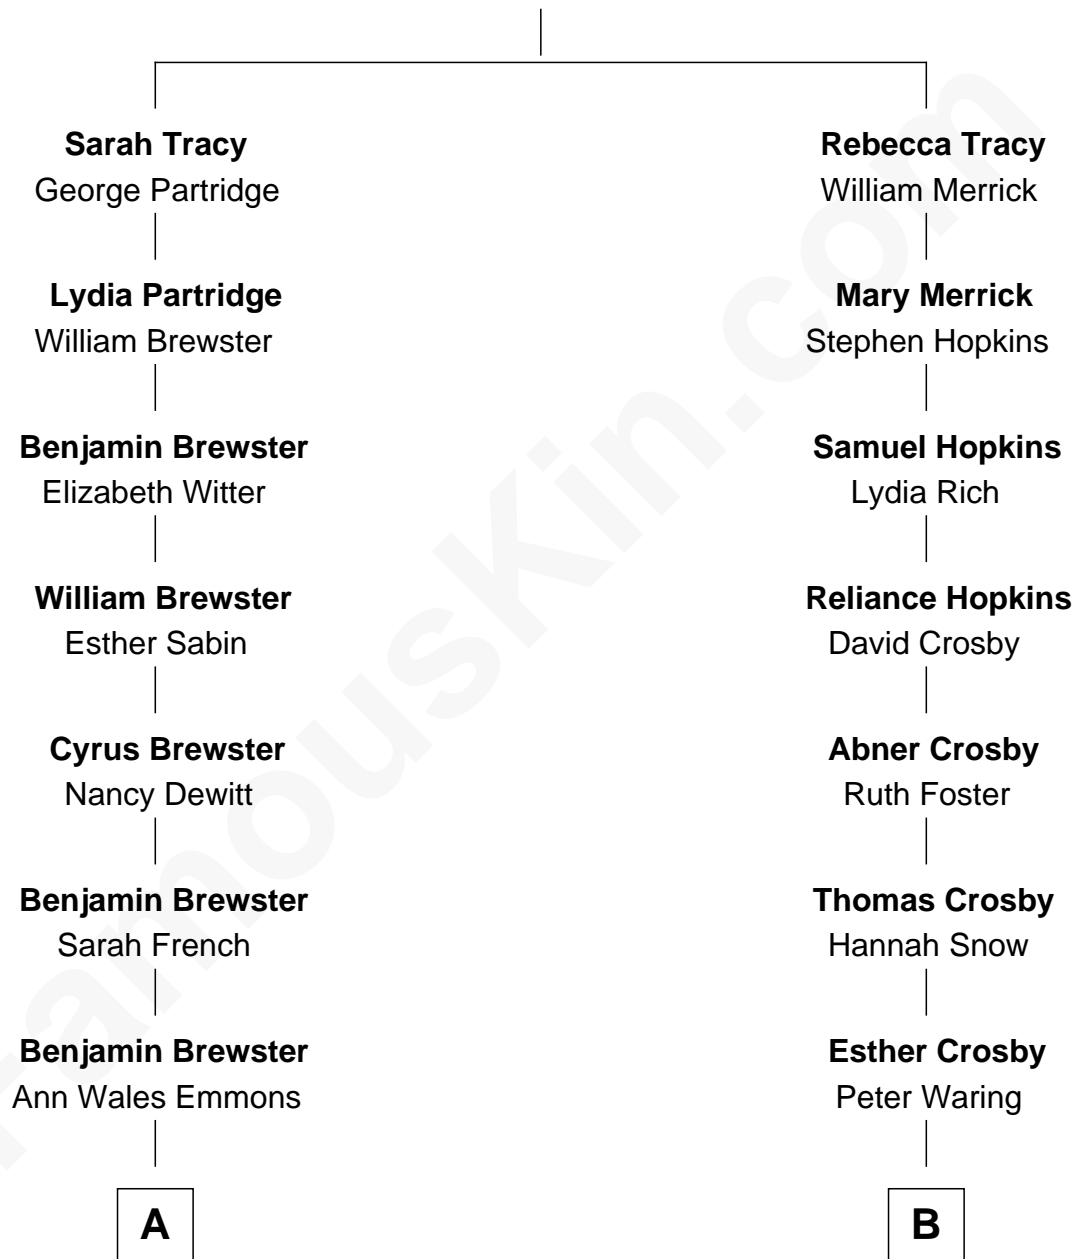 Sarah Tracy
George Partridge
Lydia Partridge
William Brewster
Benjamin Brewster
Elizabeth Witter
William Brewster
Esther Sabin
Cyrus Brewster
Nancy Dewitt
Benjamin Brewster
Sarah French
Benjamin Brewster
Ann Wales Emmons
A
Rebecca Tracy
William Merrick
Mary Merrick
Stephen Hopkins
Samuel Hopkins
Lydia Rich
Reliance Hopkins
David Crosby
Abner Crosby
Ruth Foster
Thomas Crosby
Hannah Snow
Esther Crosby
Peter Waring
B
FamousKin.com